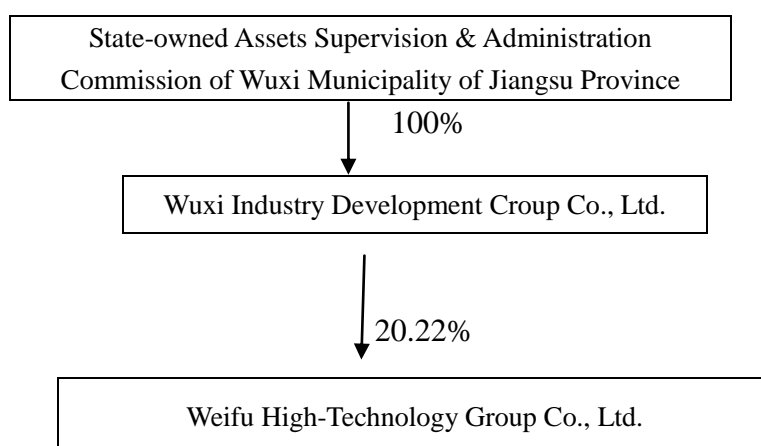 State-owned Assets Supervision & Administration
Commission of Wuxi Municipality of Jiangsu Province
100%
Wuxi Industry Development Croup Co., Ltd.
20.22%
Weifu High-Technology Group Co., Ltd.